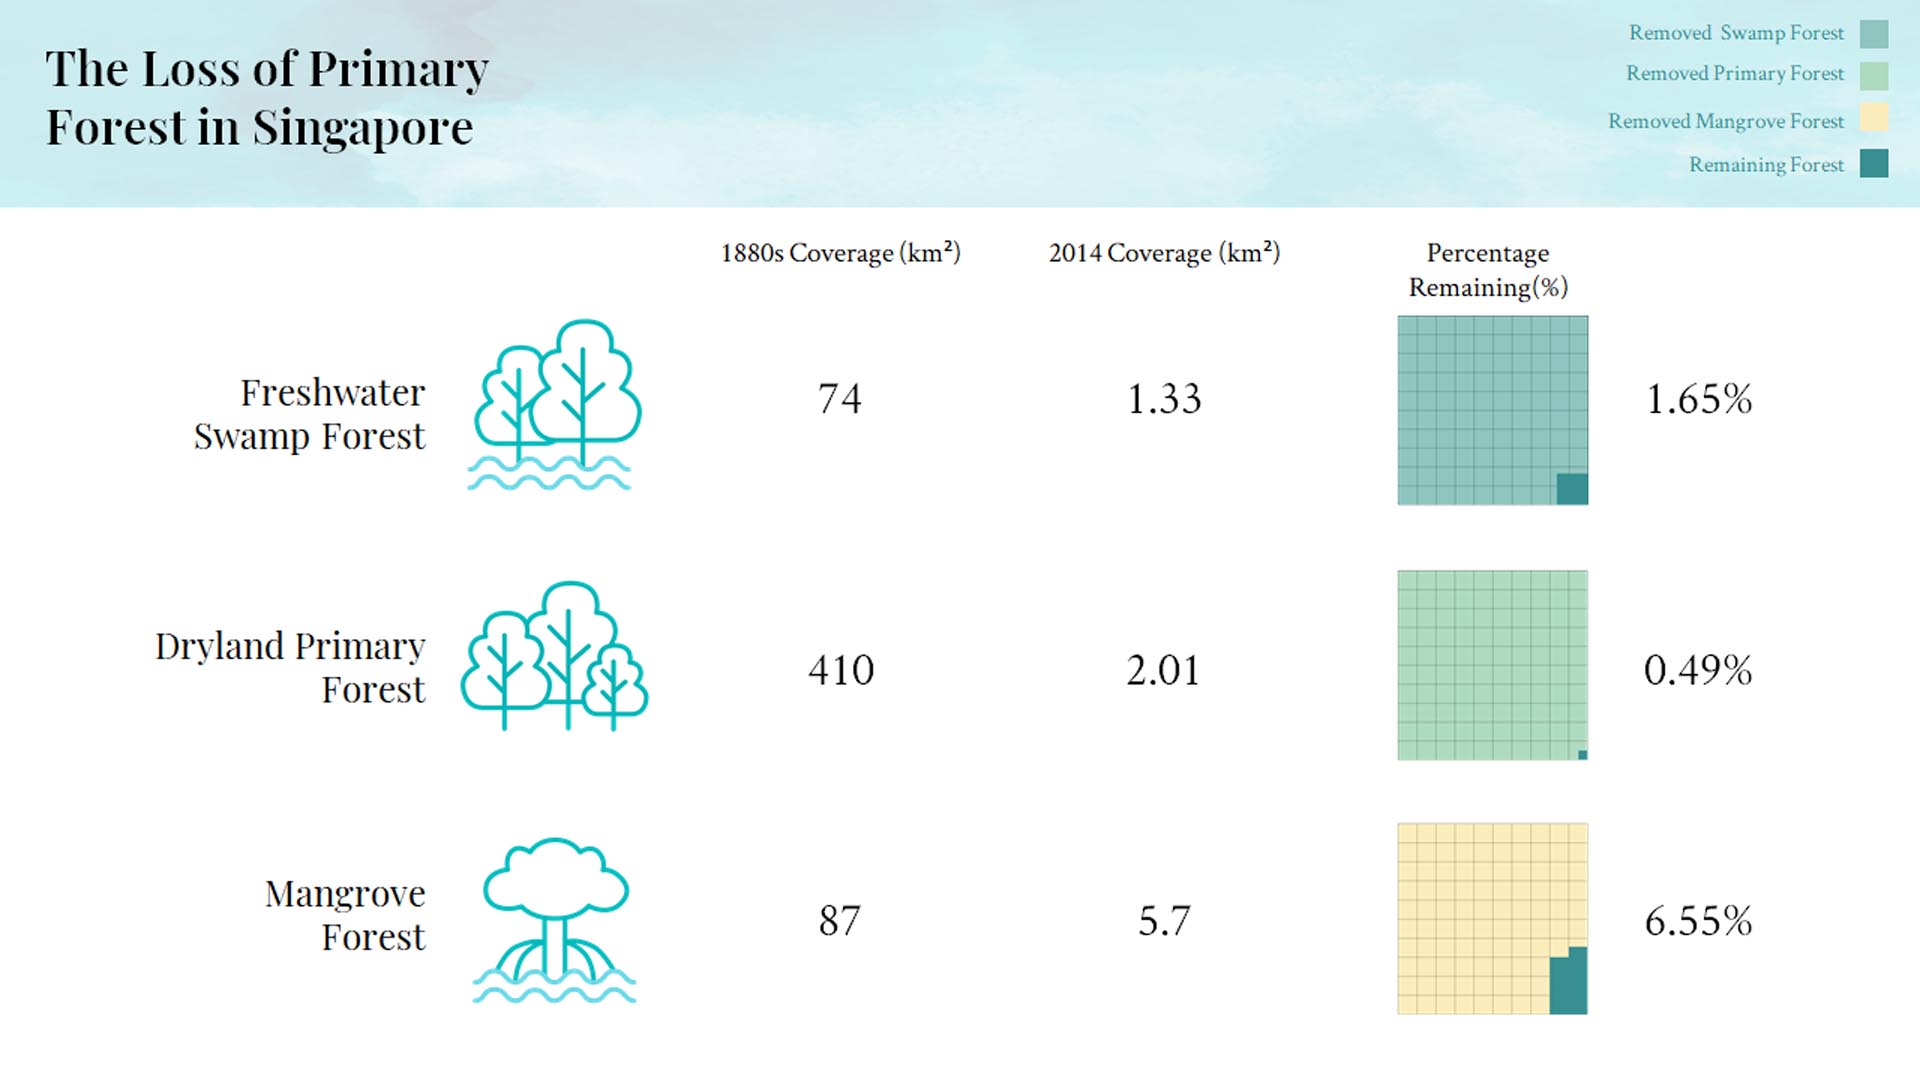 The Loss of Primary
Forest in Singapore
Removed Swamp Forest
Removed Primary Forest
Removed Mangrove Forest
Remaining Forest
1880s Coverage (km²)
2014 Coverage (km²)
Percentage
Remaining(%)
Freshwater
Swamp Forest
74
1.33
1.65%
Dryland Primary
Forest
410
2.01
0.49%
Mangrove
Forest
87
5.7
6.55%